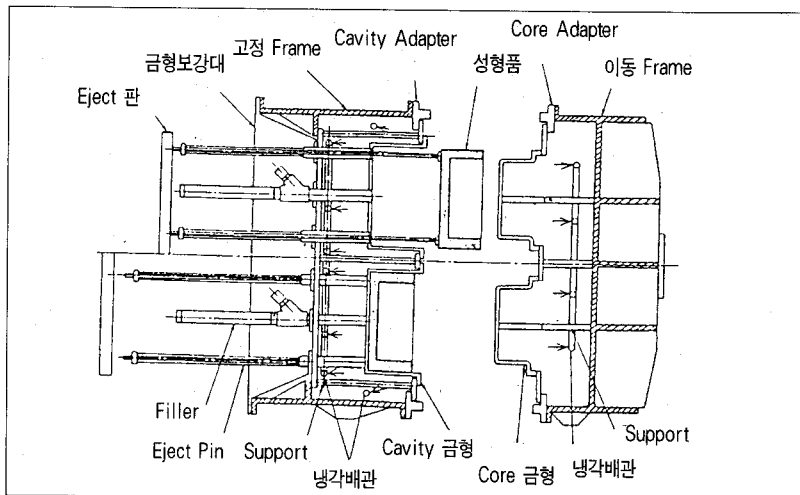 고정 Frame
Cavity Adapter
Core Adapter
금형보강대
성형품
이동 Frame
Eject 판
Filler
Eject Pin
Support
냉각배관
Cavity 금형
Core 금형
냉각배관
Support